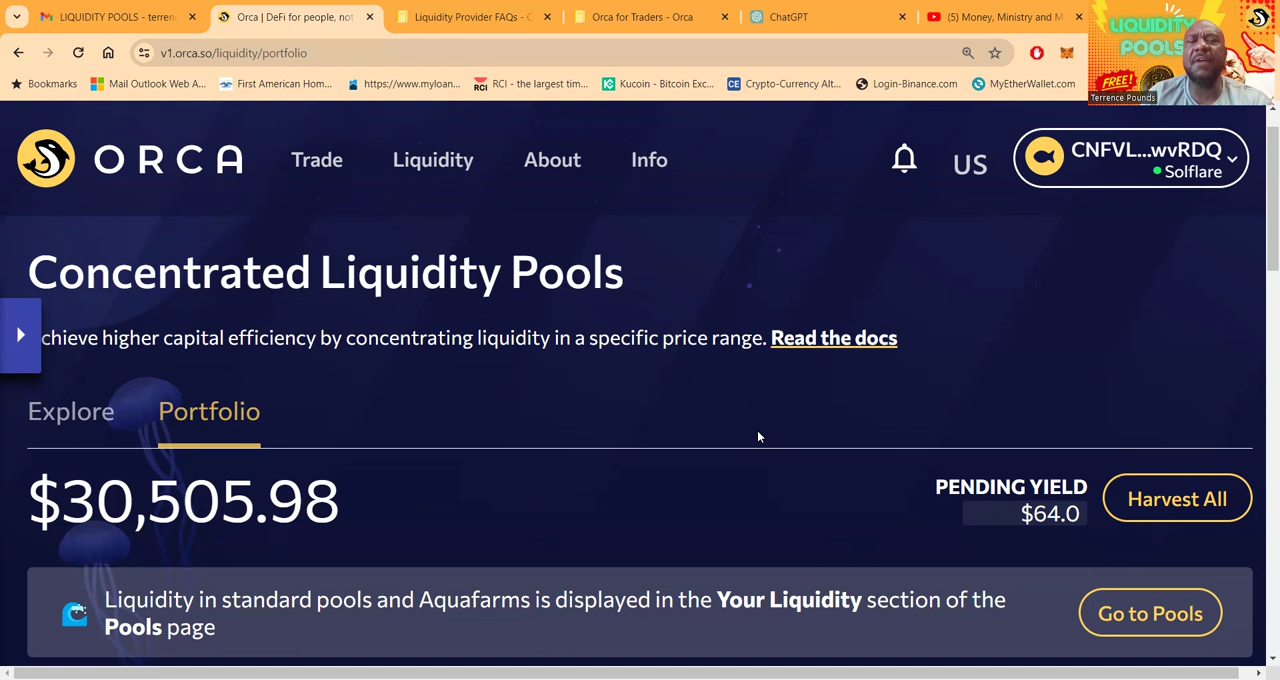 LIQUIDITY POOLS - terren
Orca | DeFi for people, not
Liquidity Provider FAQs - O
Orca for Traders - Orca
ChatGPT
(5) Money, Ministry and M
v1.orca.so/liquidity/portfolio
Bookmarks
Mail Outlook Web A...
First American Hom...
https://www.myloan...
RCI
RCI - the largest tim...
Kucoin - Bitcoin Exc...
CE
Crypto-Currency Alt...
Login-Binance.com
MyEtherWallet.com
LIQUIDITY
POOLS
FREE!
Terrence Pounds
ORCA
Trade
Liquidity
About
Info
US
CNFVL...wvRDQ
Solflare
Concentrated Liquidity Pools
chieve higher capital efficiency by concentrating liquidity in a specific price range. Read the docs
Explore
Portfolio
$30,505.98
PENDING YIELD
$64.0
Harvest All
Liquidity in standard pools and Aquafarms is displayed in the Your Liquidity section of the
Pools page
Go to Pools